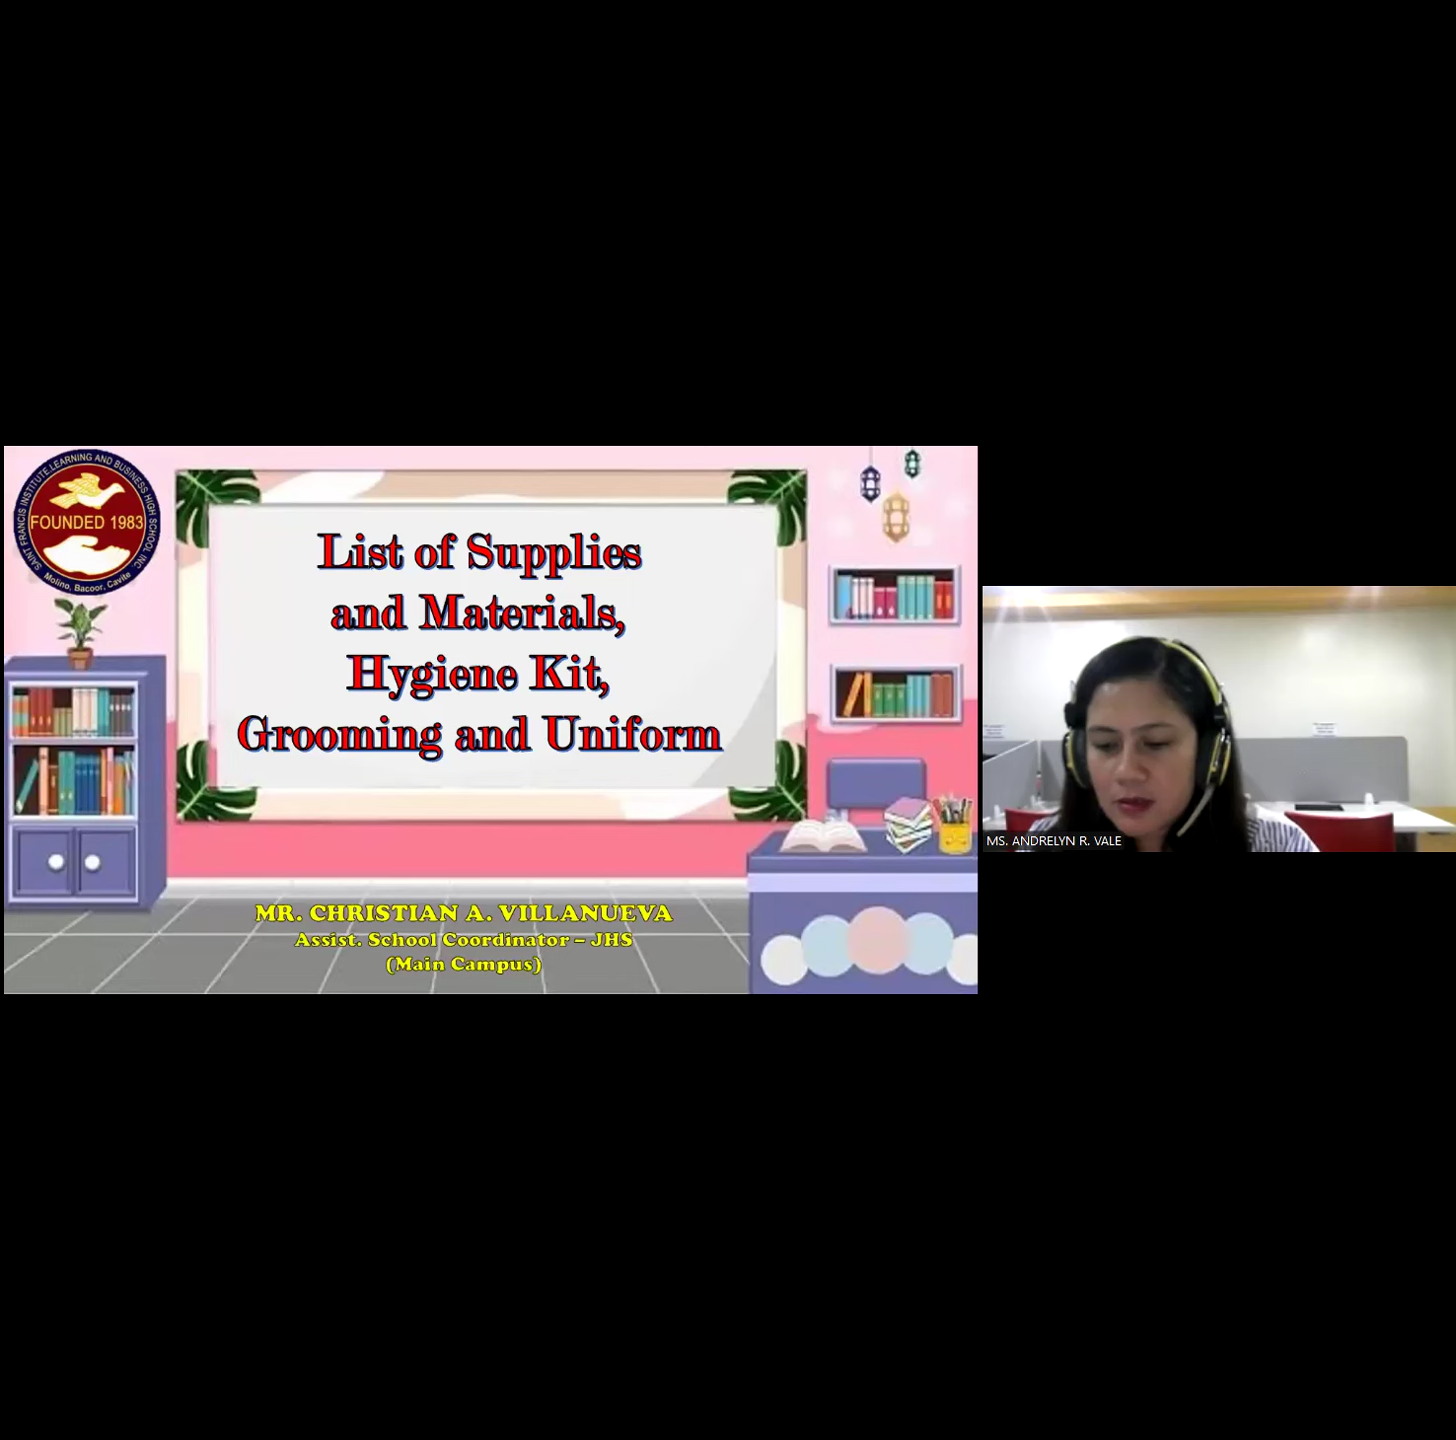 SAINT FRANCIS INSTITUTE LEARNING AND BUSINESS HIGH SCHOOL INC.
FOUNDED 1983
Molino, Bacoor, Cavite
List of Supplies
and Materials,
Hygiene Kit,
Grooming and Uniform
MR. CHRISTIAN A. VILLANUEVA
Assist. School Coordinator – JHS
(Main Campus)
MS. ANDRELYN R. VALE